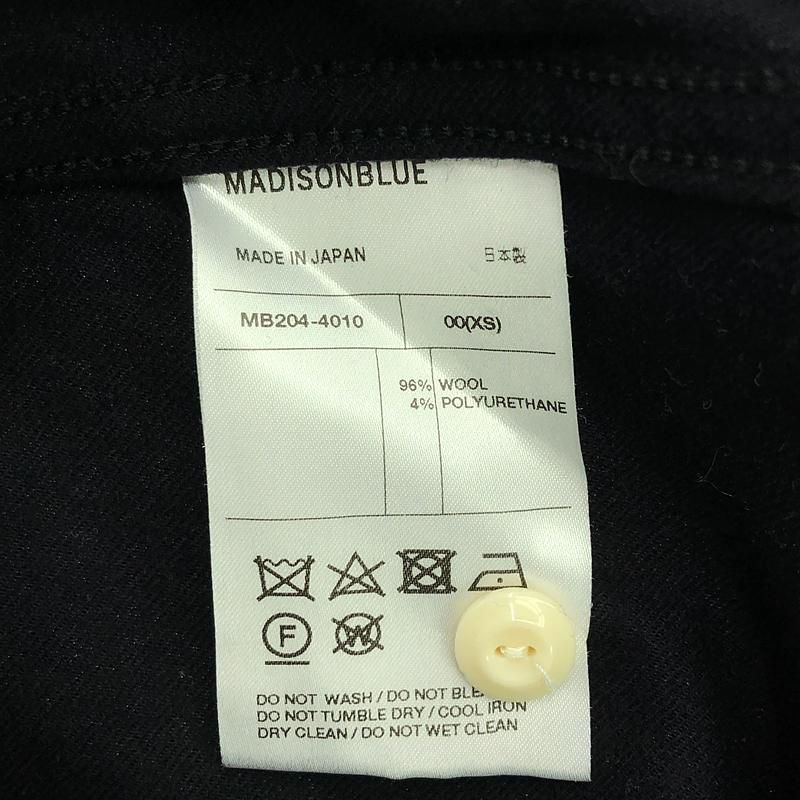 MADISONBLUE
MADE IN JAPAN 日本製
MB204-4010 00(XS)
96% WOOL
4% POLYURETHANE
F W
DO NOT WASH / DO NOT
DO NOT TUMBLE DRY / COOL IRON
DRY CLEAN / DO NOT WET CLEAN